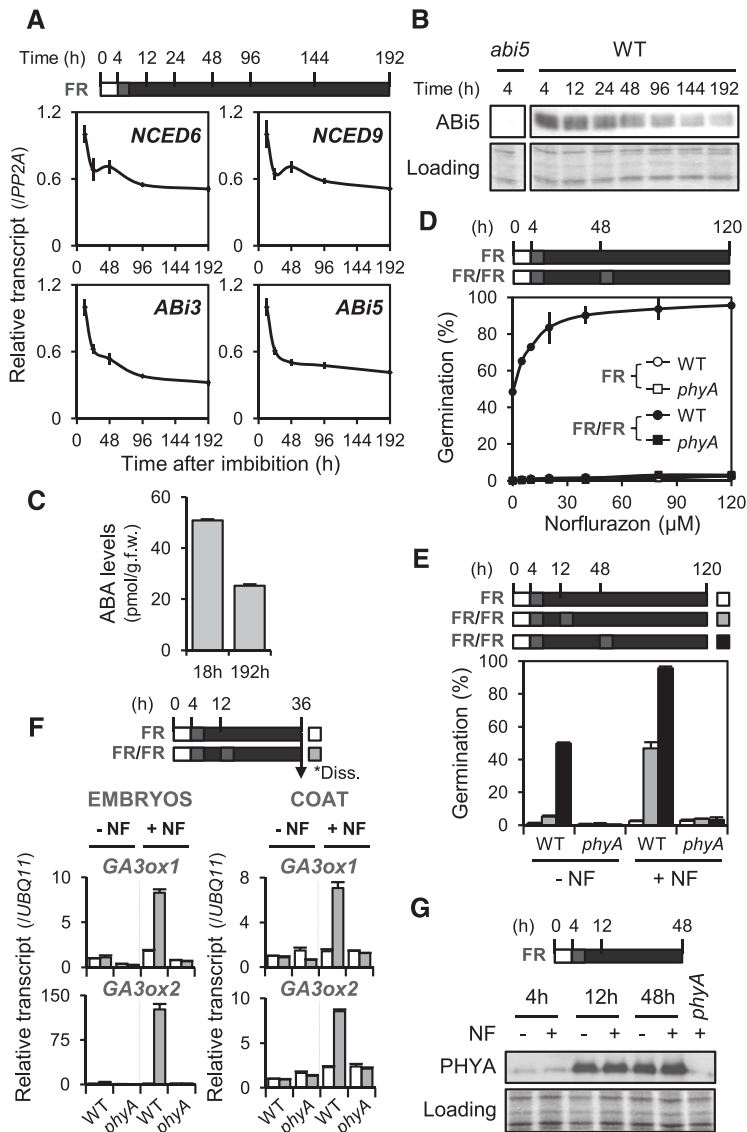 A
Time (h) 0 4 12 24 48 96 144 192
FR
Relative transcript (/PP2A)
NCED6
1.2
0.6
0
0 48 96 144 192
NCED9
1.2
0.6
0
0 48 96 144 192
ABi3
1.2
0.6
0
0 48 96 144 192
ABi5
1.2
0.6
0
0 48 96 144 192
Time after imbibition (h)
B
abi5 WT
Time (h) 4 4 12 24 48 96 144 192
ABi5
Loading
C
ABA levels
(pmol/g.f.w.)
60
40
20
0
18h 192h
D
(h) 0 4 48 120
FR
FR/FR
Germination (%)
100
80
60
40
20
0
FR WT
phyA
FR/FR WT
phyA
0 30 60 90 120
Norflurazon (µM)
E
(h) 0 4 12 48 120
FR
FR/FR
FR/FR
Germination (%)
100
80
60
40
20
0
WT phyA WT phyA
- NF + NF
F
(h) 0 4 12 36
FR
FR/FR
*Diss.
EMBRYOS COAT
- NF + NF - NF + NF
Relative transcript (/UBQ11)
GA3ox1
10
5
0
GA3ox2
150
75
0
WT phyA WT phyA
Relative transcript (/UBQ11)
GA3ox1
8
4
0
GA3ox2
10
5
0
WT phyA WT phyA
G
(h) 0 4 12 48
FR
4h 12h 48h phyA
NF - + - + - + +
PHYA
Loading